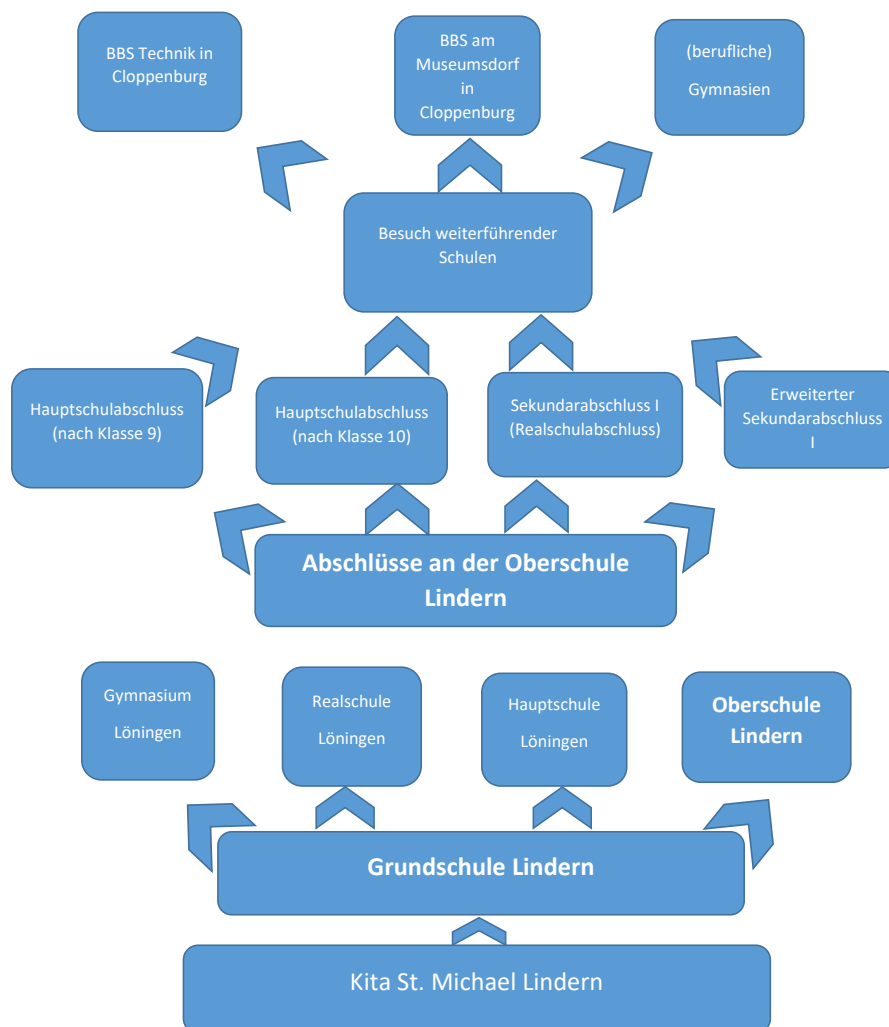 BBS Technik in
Cloppenburg
BBS am
Museumsdorf
in
Cloppenburg
(berufliche)
Gymnasien
Besuch weiterführender
Schulen
Hauptschulabschluss
(nach Klasse 9)
Hauptschulabschluss
(nach Klasse 10)
Sekundarabschluss I
(Realschulabschluss)
Erweiterter
Sekundarabschluss
I
Abschlüsse an der Oberschule
Lindern
Gymnasium
Löningen
Realschule
Löningen
Hauptschule
Löningen
Oberschule
Lindern
Grundschule Lindern
Kita St. Michael Lindern